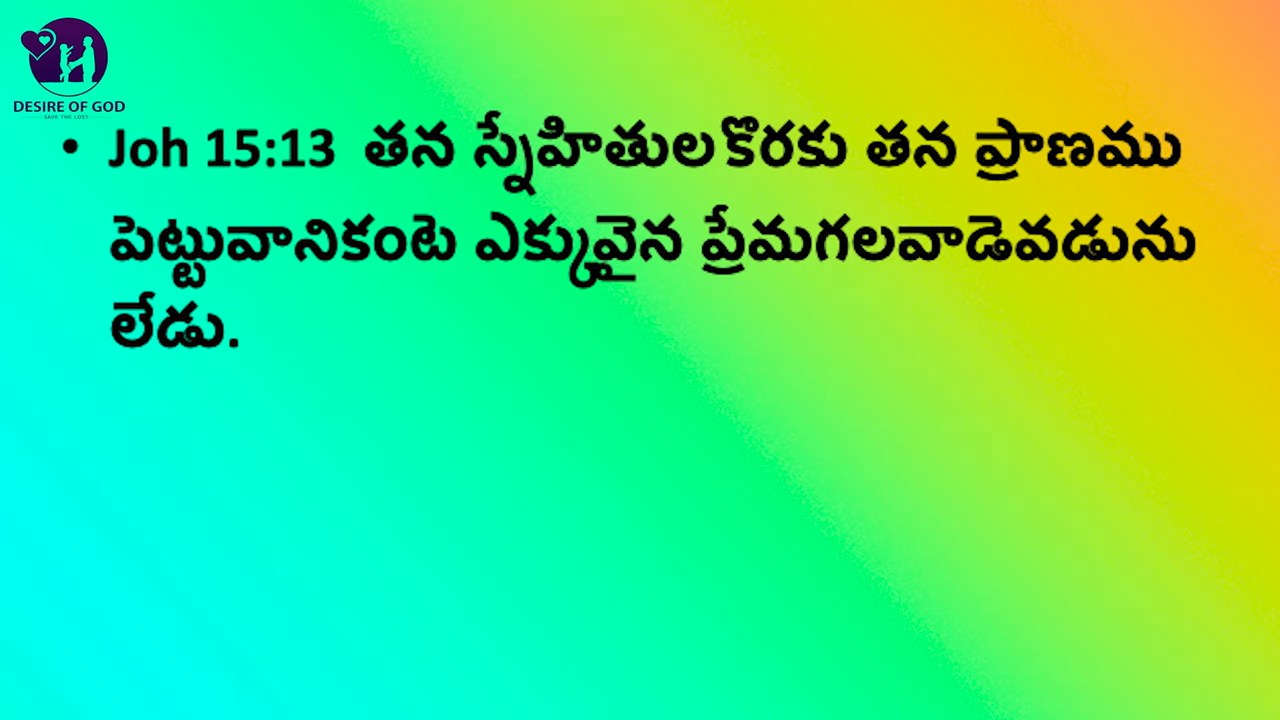 DESIRE OF GOD
SAVE THE LOST
• Joh 15:13 తన స్నేహితులకొరకు తన ప్రాణము
పెట్టువానికంటె ఎక్కువైన ప్రేమగలవాడెవడును
లేడు.